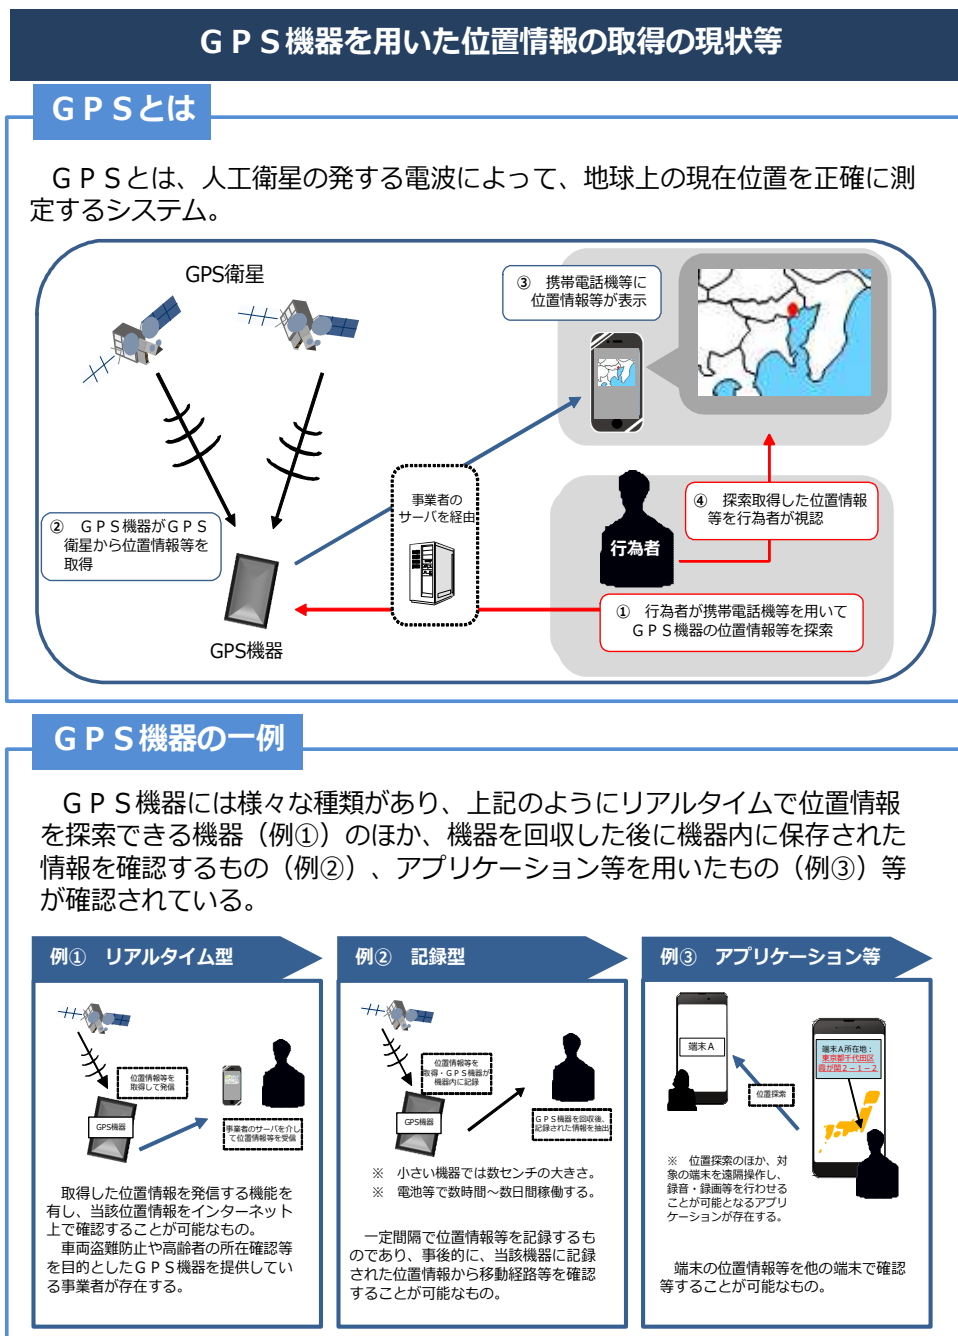 ＧＰＳ機器を用いた位置情報の取得の現状等
ＧＰＳとは
ＧＰＳとは、人工衛星の発する電波によって、地球上の現在位置を正確に測
定するシステム。
GPS衛星
③　携帯電話機等に
位置情報等が表示
事業者の
サーバを経由
②　ＧＰＳ機器がＧＰＳ
衛星から位置情報等を
取得
④　探索取得した位置情報
等を行為者が視認
行為者
①　行為者が携帯電話機等を用いて
ＧＰＳ機器の位置情報等を探索
GPS機器
ＧＰＳ機器の一例
ＧＰＳ機器には様々な種類があり、上記のようにリアルタイムで位置情報
を探索できる機器（例①）のほか、機器を回収した後に機器内に保存された
情報を確認するもの（例②）、アプリケーション等を用いたもの（例③）等
が確認されている。
例①　リアルタイム型
位置情報等を
取得して発信
GPS機器
事業者のサーバを介し
て位置情報等を受信
取得した位置情報を発信する機能を
有し、当該位置情報をインターネット
上で確認することが可能なもの。
車両盗難防止や高齢者の所在確認等
を目的としたＧＰＳ機器を提供してい
る事業者が存在する。
例②　記録型
位置情報等を
取得・ＧＰＳ機器が
機器内に記録
GPS機器
ＧＰＳ機器を回収後、
記録された情報を抽出
※　小さい機器では数センチの大きさ。
※　電池等で数時間～数日間稼働する。
一定間隔で位置情報等を記録するも
のであり、事後的に、当該機器に記録
された位置情報から移動経路等を確認
することが可能なもの。
例③　アプリケーション等
端末Ａ
端末Ａ所在地：
東京都千代田区
霞が関２－１－２
位置探索
※　位置探索のほか、対
象の端末を遠隔操作し、
録音・録画等を行わせる
ことが可能となるアプリ
ケーションが存在する。
端末の位置情報等を他の端末で確認
等することが可能なもの。